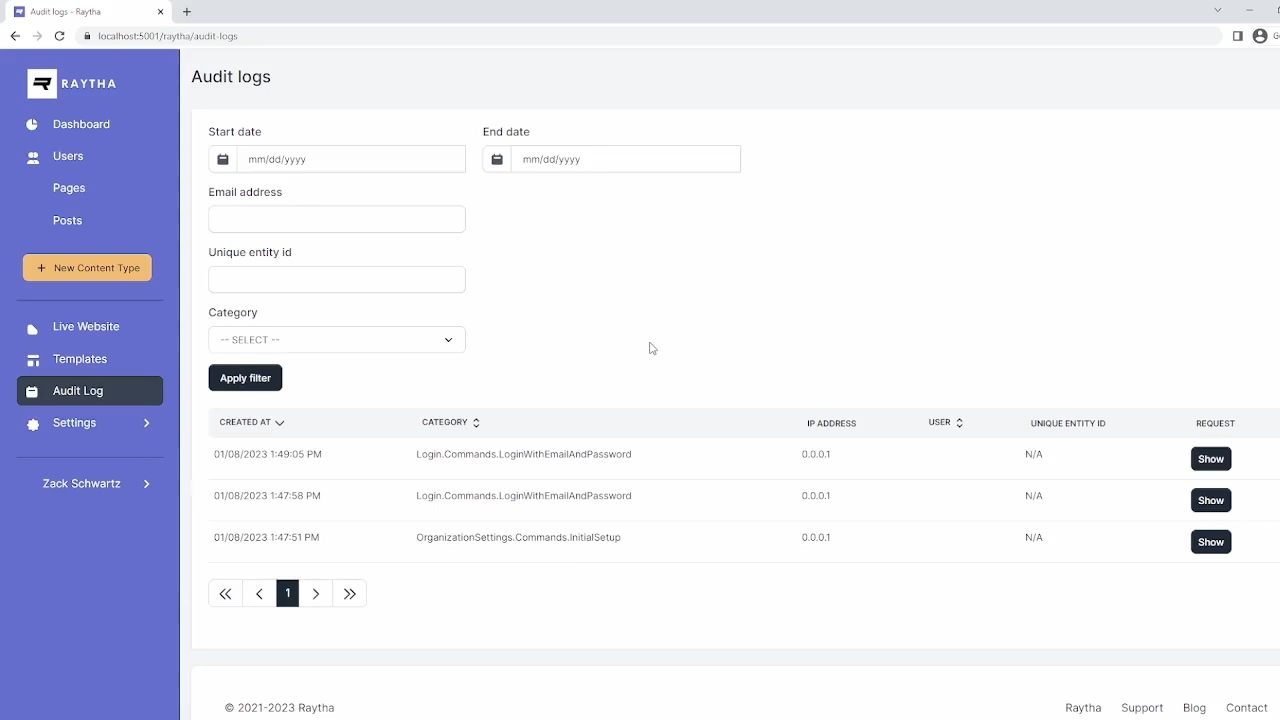 Audit logs - Raytha
localhost:5001/raytha/audit-logs
RAYTHA
Dashboard
Users
Pages
Posts
+ New Content Type
Live Website
Templates
Audit Log
Settings
Zack Schwartz
Audit logs
Start date
End date
mm/dd/yyyy
mm/dd/yyyy
Email address
Unique entity id
Category
-- SELECT --
Apply filter
CREATED AT CATEGORY IP ADDRESS USER UNIQUE ENTITY ID REQUEST
01/08/2023 1:49:05 PM Login.Commands.LoginWithEmailAndPassword 0.0.0.1 N/A Show
01/08/2023 1:47:58 PM Login.Commands.LoginWithEmailAndPassword 0.0.0.1 N/A Show
01/08/2023 1:47:51 PM OrganizationSettings.Commands.InitialSetup 0.0.0.1 N/A Show
1
© 2021-2023 Raytha
Raytha Support Blog Contact